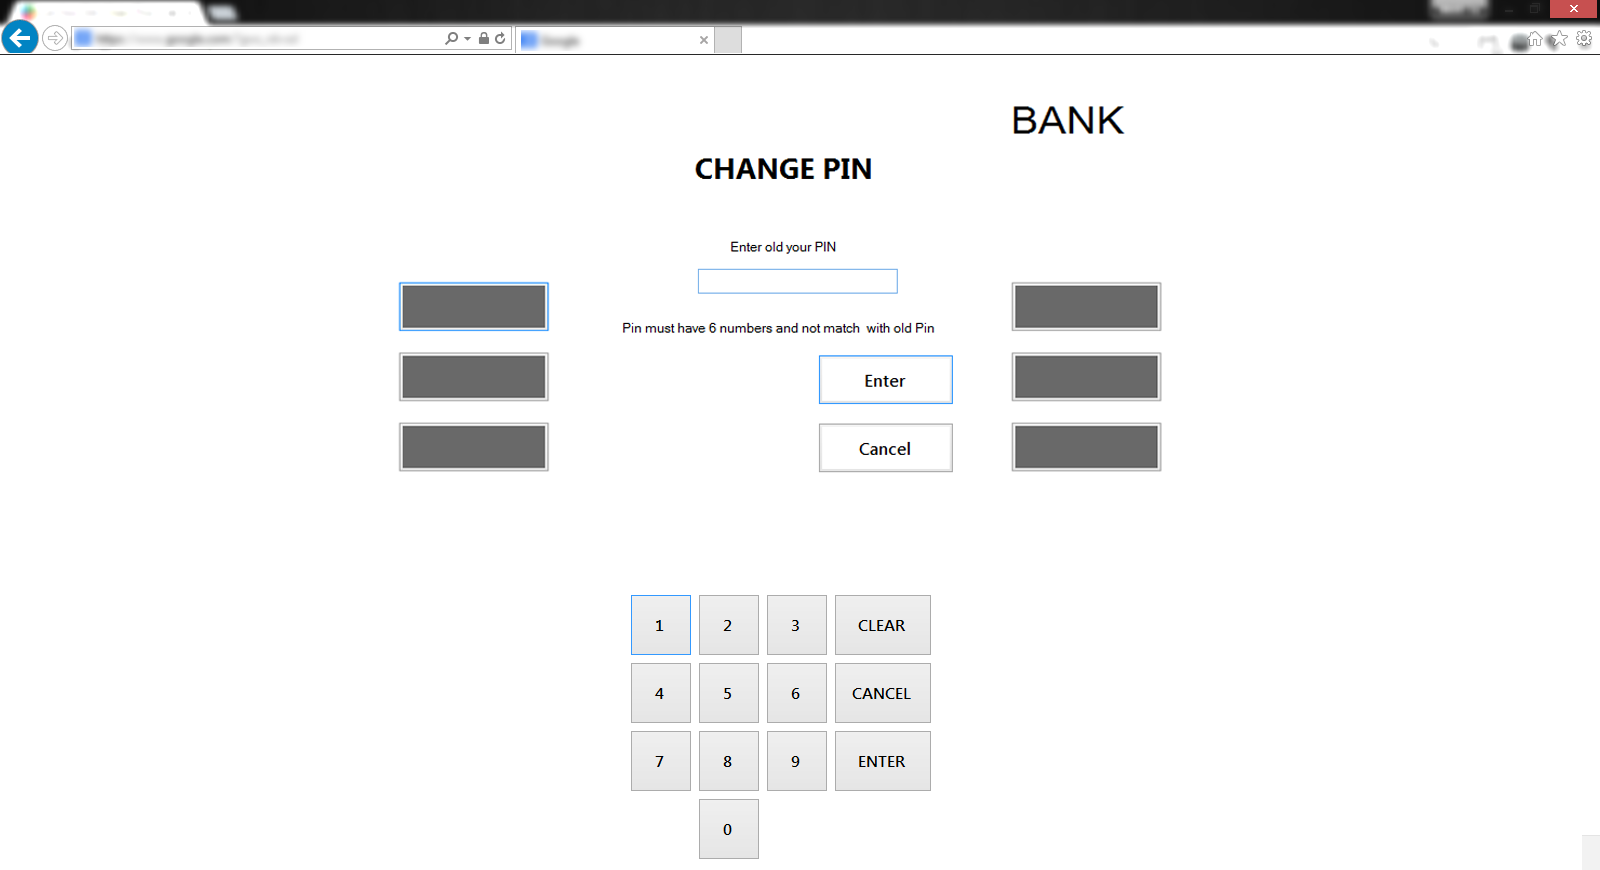 BANK
CHANGE PIN
Enter old your PIN
Pin must have 6 numbers and not match with old Pin
Enter
Cancel
1 2 3 CLEAR
4 5 6 CANCEL
7 8 9 ENTER
0